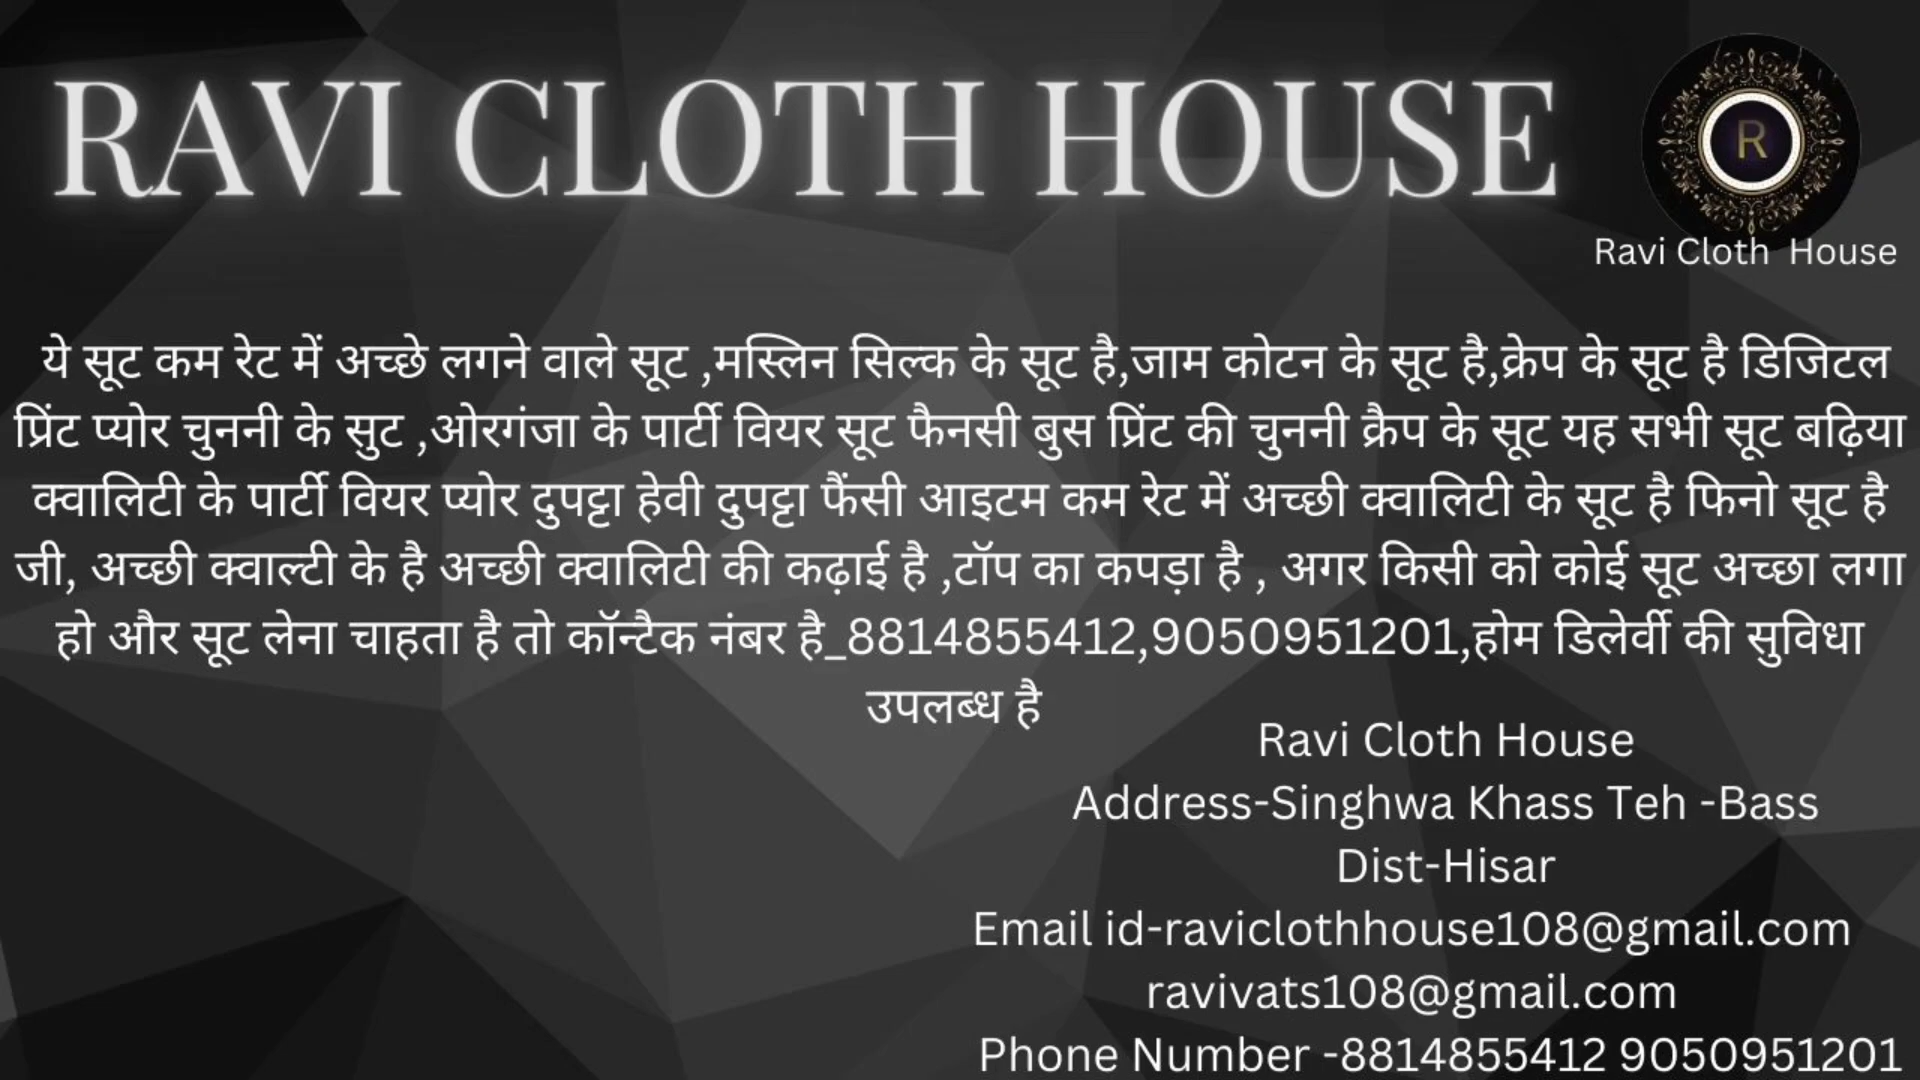 RAVI CLOTH HOUSE
R
Ravi Cloth House
ये सूट कम रेट में अच्छे लगने वाले सूट ,मस्लिन सिल्क के सूट है,जाम कोटन के सूट है,क्रेप के सूट है डिजिटल
प्रिंट प्योर चुननी के सुट ,ओरगंजा के पार्टी वियर सूट फैनसी बुस प्रिंट की चुननी क्रैप के सूट यह सभी सूट बढ़िया
क्वालिटी के पार्टी वियर प्योर दुपट्टा हेवी दुपट्टा फैंसी आइटम कम रेट में अच्छी क्वालिटी के सूट है फिनो सूट है
जी, अच्छी क्वाल्टी के है अच्छी क्वालिटी की कढ़ाई है ,टॉप का कपड़ा है , अगर किसी को कोई सूट अच्छा लगा
हो और सूट लेना चाहता है तो कॉन्टैक नंबर है_8814855412,9050951201,होम डिलेर्वी की सुविधा
उपलब्ध है
Ravi Cloth House
Address-Singhwa Khass Teh -Bass
Dist-Hisar
Email id-raviclothhouse108@gmail.com
ravivats108@gmail.com
Phone Number -8814855412 9050951201